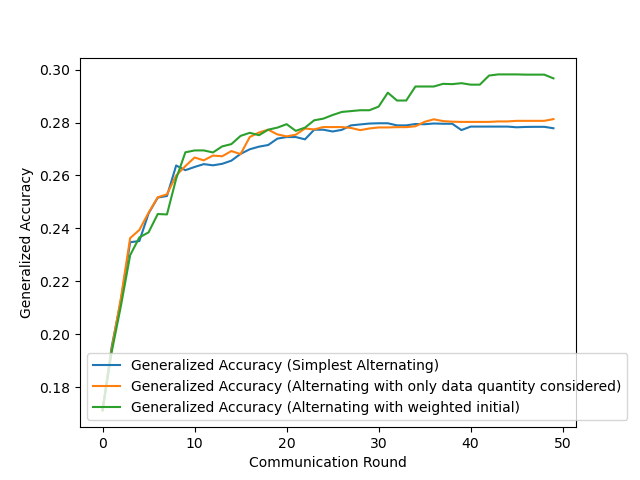 0.30
0.28
0.26
0.24
0.22
0.20
0.18
Generalized Accuracy
Generalized Accuracy (Simplest Alternating)
Generalized Accuracy (Alternating with only data quantity considered)
Generalized Accuracy (Alternating with weighted initial)
0 10 20 30 40 50
Communication Round